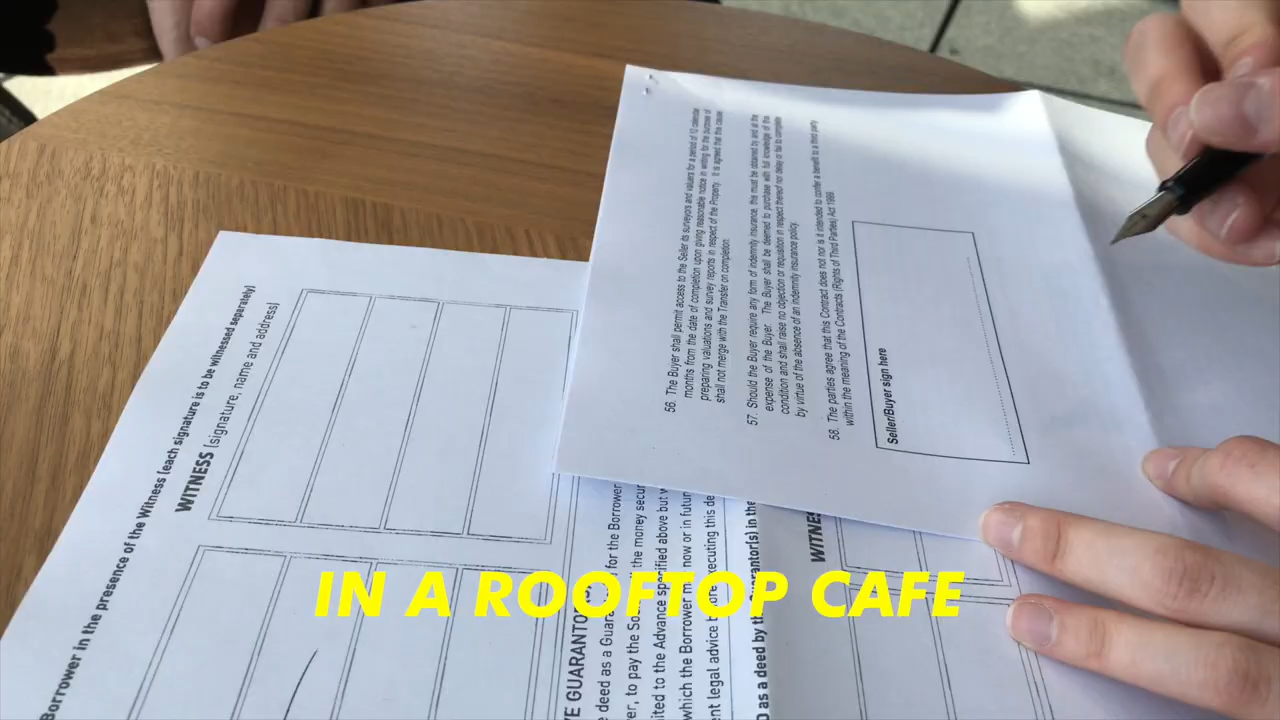 56. The Buyer shall permit access to the Seller its surveyors and valuers for a period of 12 calendar
months from the date of completion upon giving reasonable notice in writing for the purpose of
preparing valuations and survey reports in respect of the Property. It is agreed that this clause
shall not merge with the Transfer on completion.
57. Should the Buyer require any form of indemnity insurance, this must be obtained by and at the
expense of the Buyer. The Buyer shall be deemed to purchase with full knowledge of this
condition and shall raise no objection or requisition in respect thereof nor delay or fail to complete
by virtue of the absence of an indemnity insurance policy.
58. The parties agree that this Contract does not nor is it intended to confer a benefit to a third party
within the meaning of the Contracts (Rights of Third Parties) Act 1999
Seller/Buyer sign here
Borrower in the presence of the Witness (each signature is to be witnessed separately)
WITNESS (signature, name and address)
GUARANTO
deed as a Guar for the Borrower
to pay the So the money secur
ited to the Advance specified above but
which the Borrower m now or in futur
nt legal advice b executing this de
as a deed by th rantor(s) in the
WITNES
IN A ROOFTOP CAFE